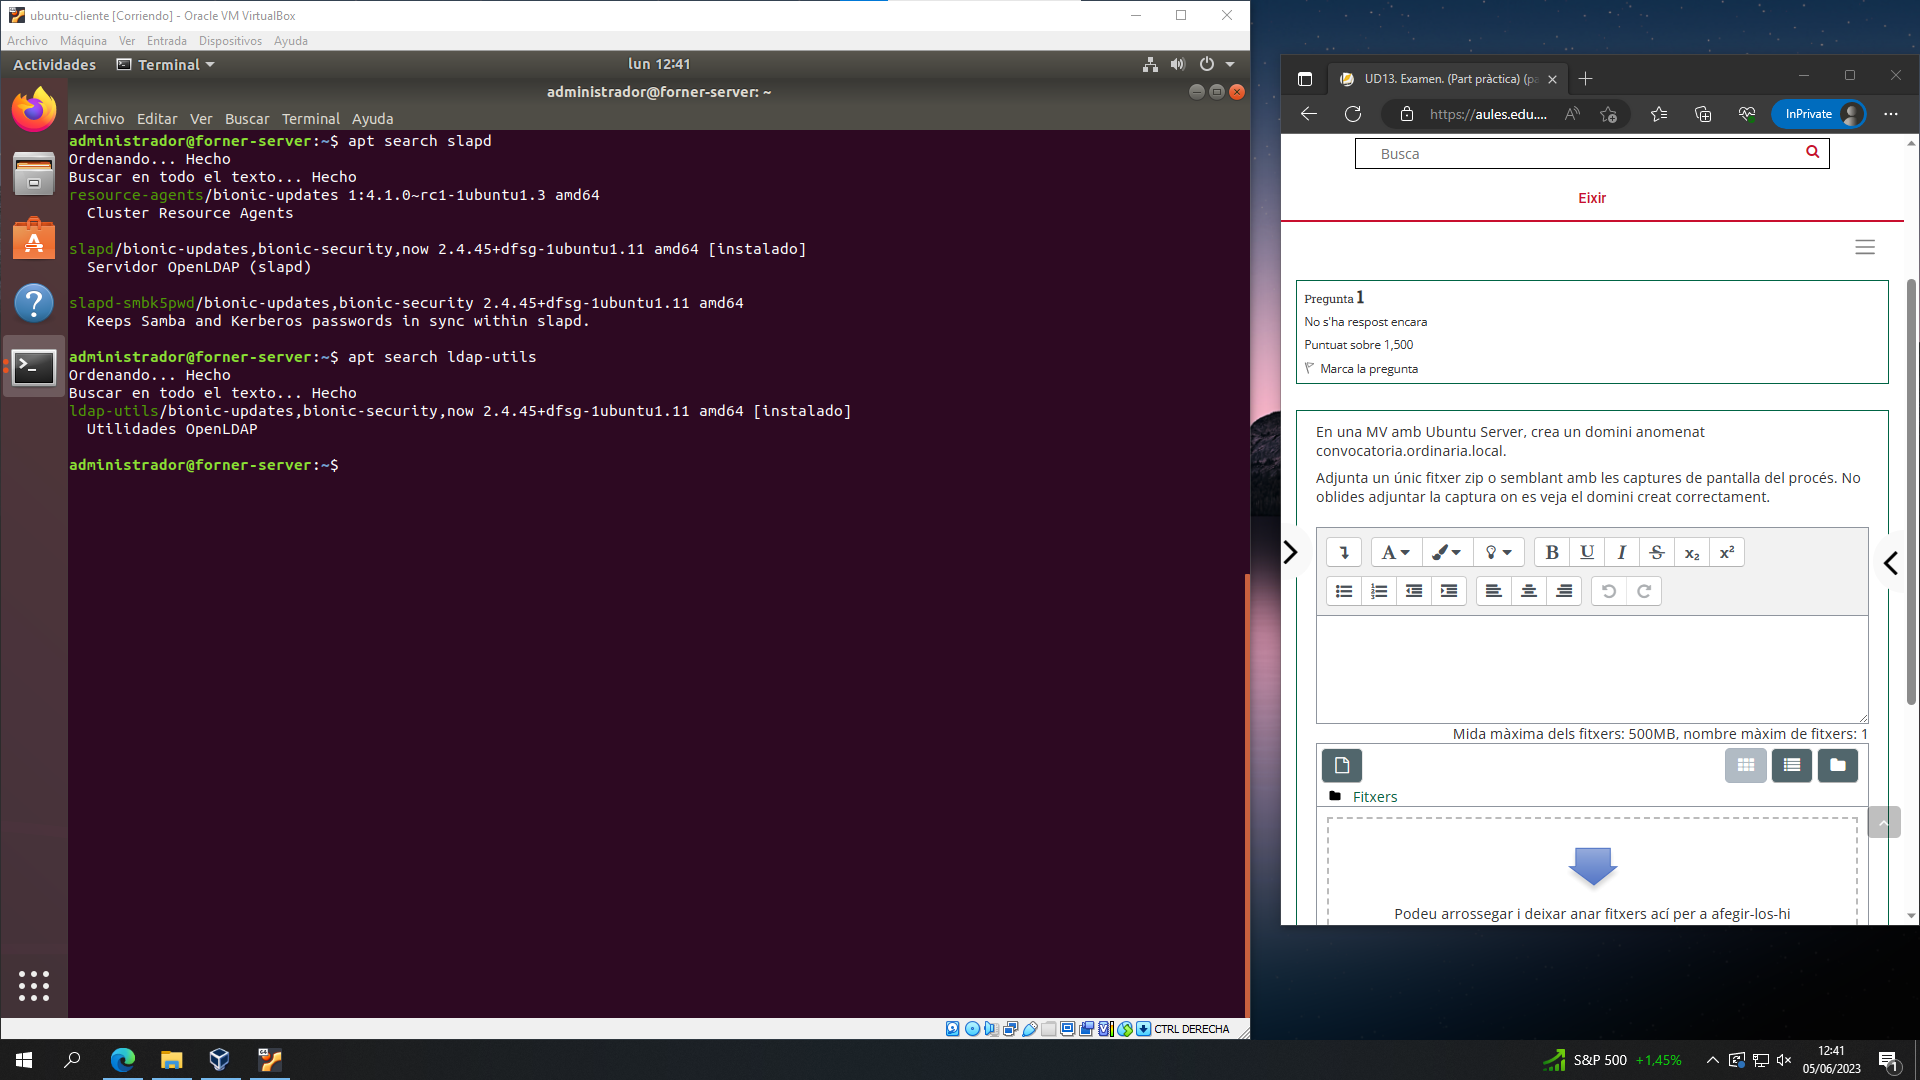 ubuntu-cliente [Corriendo] - Oracle VM VirtualBox
Archivo Máquina Ver Entrada Dispositivos Ayuda
Actividades Terminal lun 12:41
administrador@forner-server: ~
Archivo Editar Ver Buscar Terminal Ayuda
administrador@forner-server:~$ apt search slapd
Ordenando... Hecho
Buscar en todo el texto... Hecho
resource-agents/bionic-updates 1:4.1.0~rc1-1ubuntu1.3 amd64
Cluster Resource Agents
slapd/bionic-updates,bionic-security,now 2.4.45+dfsg-1ubuntu1.11 amd64 [instalado]
Servidor OpenLDAP (slapd)
slapd-smbk5pwd/bionic-updates,bionic-security 2.4.45+dfsg-1ubuntu1.11 amd64
Keeps Samba and Kerberos passwords in sync within slapd.
administrador@forner-server:~$ apt search ldap-utils
Ordenando... Hecho
Buscar en todo el texto... Hecho
ldap-utils/bionic-updates,bionic-security,now 2.4.45+dfsg-1ubuntu1.11 amd64 [instalado]
Utilidades OpenLDAP
administrador@forner-server:~$
CTRL DERECHA
UD13. Examen. (Part pràctica) (pa
https://aules.edu.... InPrivate
Busca
Eixir
Pregunta 1
No s'ha respost encara
Puntuat sobre 1,500
Marca la pregunta
En una MV amb Ubuntu Server, crea un domini anomenat
convocatoria.ordinaria.local.
Adjunta un únic fitxer zip o semblant amb les captures de pantalla del procés. No
oblides adjuntar la captura on es veja el domini creat correctament.
A B U I S x₂ x²
Mida màxima dels fitxers: 500MB, nombre màxim de fitxers: 1
Fitxers
Podeu arrossegar i deixar anar fitxers ací per a afegir-los-hi
S&P 500 +1,45%
12:41
05/06/2023
1